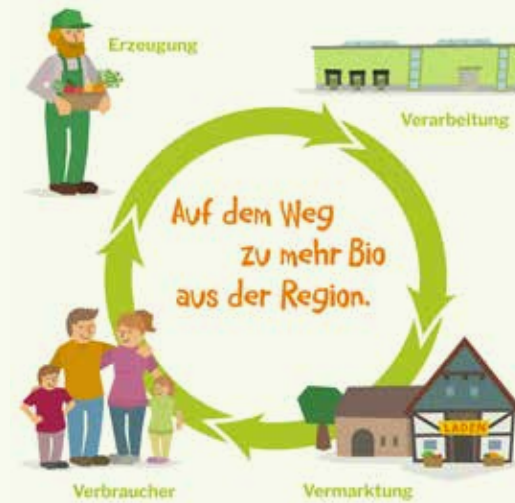 Erzeugung
Verarbeitung
Auf dem Weg
zu mehr Bio
aus der Region.
LADEN
Verbraucher
Vermarktung